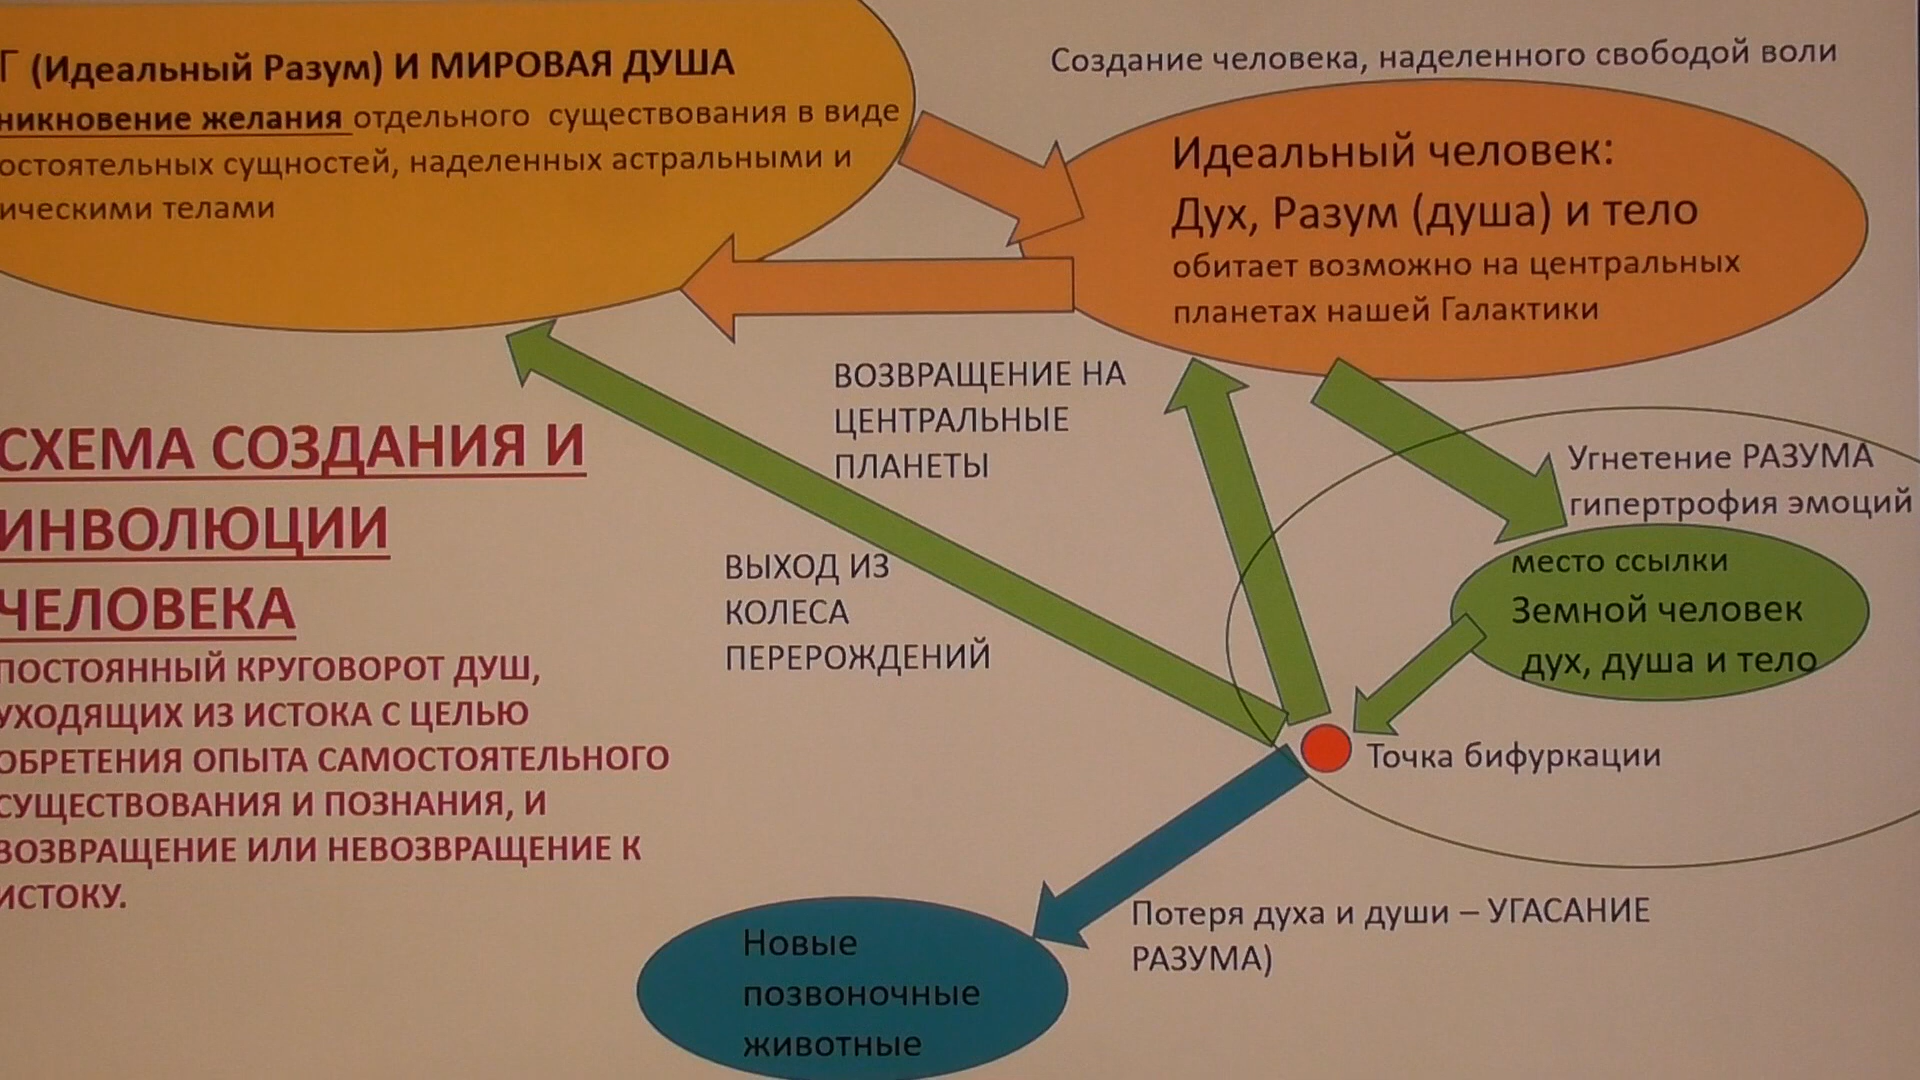 Г (Идеальный Разум) И МИРОВАЯ ДУША
никновение желания отдельного существования в виде
остоятельных сущностей, наделенных астральными и
ическими телами
Создание человека, наделенного свободой воли
Идеальный человек:
Дух, Разум (душа) и тело
обитает возможно на центральных
планетах нашей Галактики
ВОЗВРАЩЕНИЕ НА
ЦЕНТРАЛЬНЫЕ
ПЛАНЕТЫ
СХЕМА СОЗДАНИЯ И
ИНВОЛЮЦИИ
ЧЕЛОВЕКА
ПОСТОЯННЫЙ КРУГОВОРОТ ДУШ,
УХОДЯЩИХ ИЗ ИСТОКА С ЦЕЛЬЮ
ОБРЕТЕНИЯ ОПЫТА САМОСТОЯТЕЛЬНОГО
СУЩЕСТВОВАНИЯ И ПОЗНАНИЯ, И
ВОЗВРАЩЕНИЕ ИЛИ НЕВОЗВРАЩЕНИЕ К
ИСТОКУ.
ВЫХОД ИЗ
КОЛЕСА
ПЕРЕРОЖДЕНИЙ
Угнетение РАЗУМА
гипертрофия эмоций
место ссылки
Земной человек
дух, душа и тело
Точка бифуркации
Потеря духа и души – УГАСАНИЕ
РАЗУМА)
Новые
позвоночные
животные